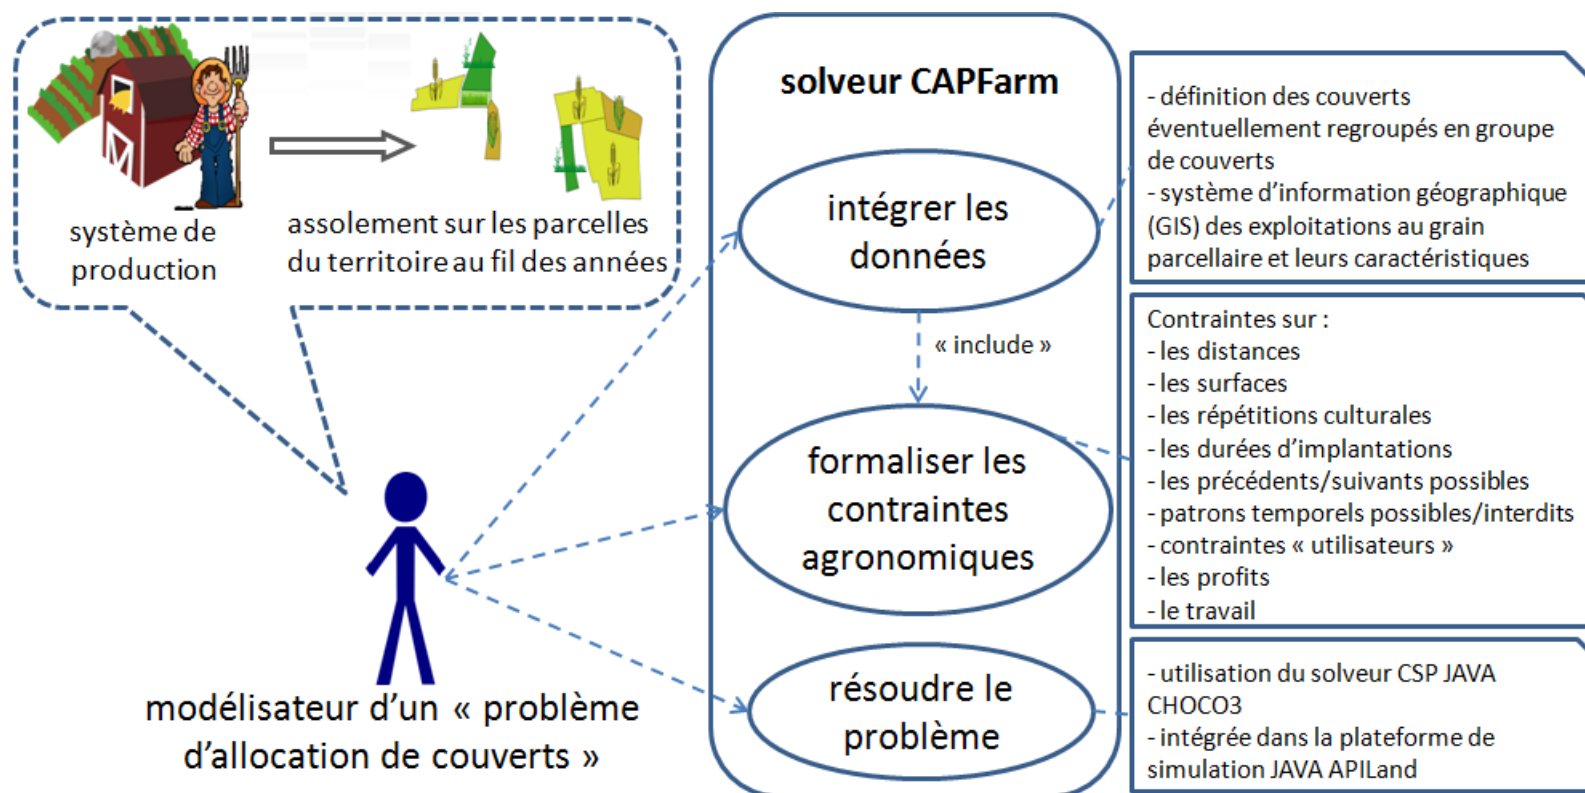 système de
production
assolement sur les parcelles
du territoire au fil des années
modélisateur d'un « problème
d'allocation de couverts »
solveur CAPFarm
intégrer les
données
« include »
formaliser les
contraintes
agronomiques
résoudre le
problème
- définition des couverts
éventuellement regroupés en groupe
de couverts
- système d'information géographique
(GIS) des exploitations au grain
parcellaire et leurs caractéristiques
Contraintes sur :
- les distances
- les surfaces
- les répétitions culturales
- les durées d'implantations
- les précédents/suivants possibles
- patrons temporels possibles/interdits
- contraintes « utilisateurs »
- les profits
- le travail
- utilisation du solveur CSP JAVA
CHOCO3
- intégrée dans la plateforme de
simulation JAVA APILand